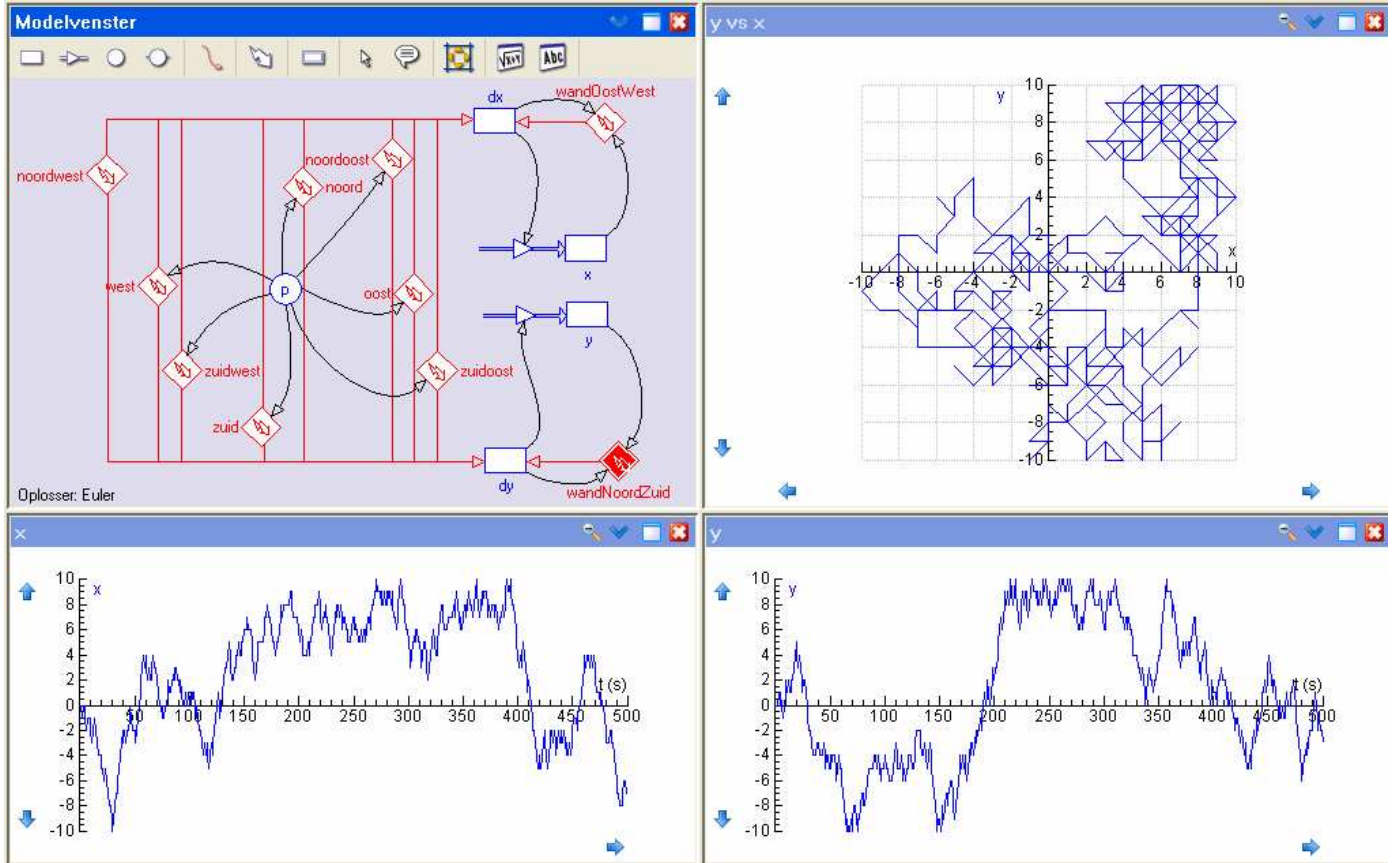 Modelvenster
√x+y
Abc
dx
wandOostWest
noordwest
noordoost
noord
x
west
p
oost
y
zuidwest
zuidoost
zuid
dy
wandNoordZuid
Oplosser: Euler
y vs x
y
10
8
6
4
2
x
-10 -8 -6 -4 -2 2 4 6 8 10
-2
-4
-6
-8
-10
x
10
x
8
6
4
2
t (s)
0
50 100 150 200 250 300 350 400 450 500
-2
-4
-6
-8
-10
y
10
y
8
6
4
2
t (s)
0
50 100 150 200 250 300 350 400 450 500
-2
-4
-6
-8
-10